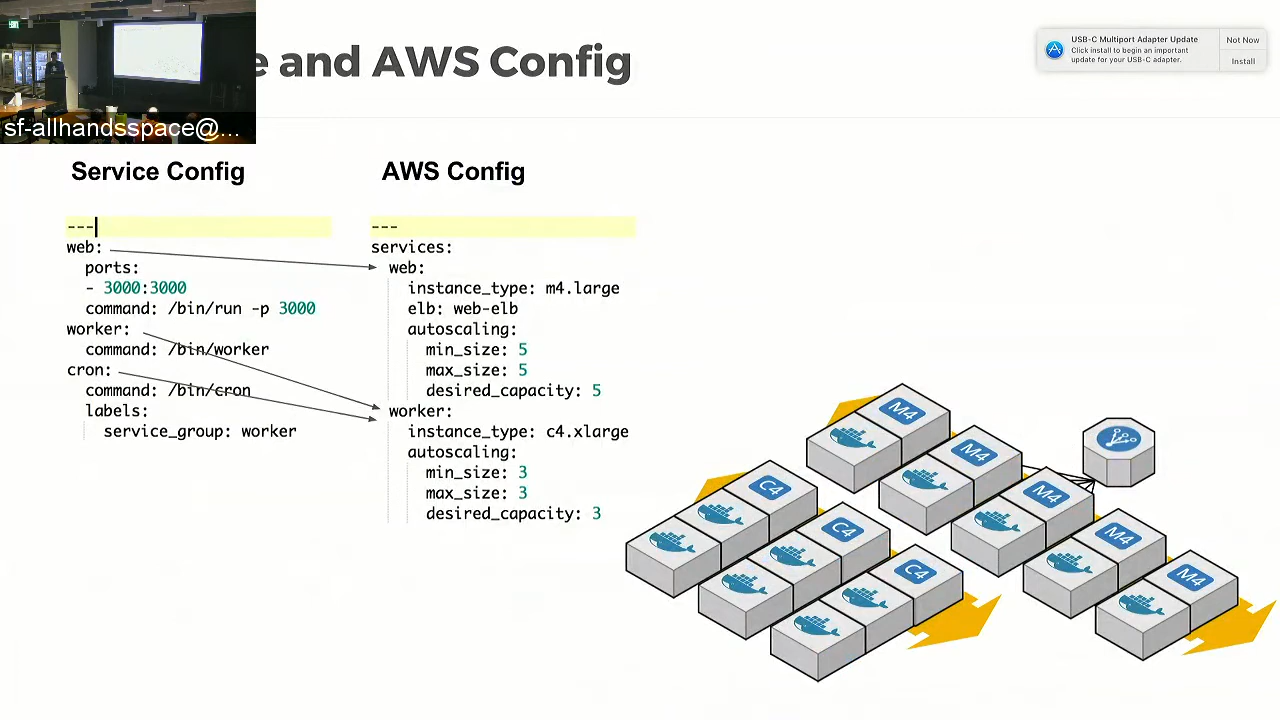 e and AWS Config
USB-C Multiport Adapter Update
Click install to begin an important
update for your USB-C adapter.
Not Now
Install
sf-allhandsspace@_...
Service Config
AWS Config
---
web:
ports:
- 3000:3000
command: /bin/run -p 3000
worker:
command: /bin/worker
cron:
command: /bin/cron
labels:
service_group: worker
---
services:
web:
instance_type: m4.large
elb: web-elb
autoscaling:
min_size: 5
max_size: 5
desired_capacity: 5
worker:
instance_type: c4.xlarge
autoscaling:
min_size: 3
max_size: 3
desired_capacity: 3
M4
M4
M4
M4
M4
C4
C4
C4